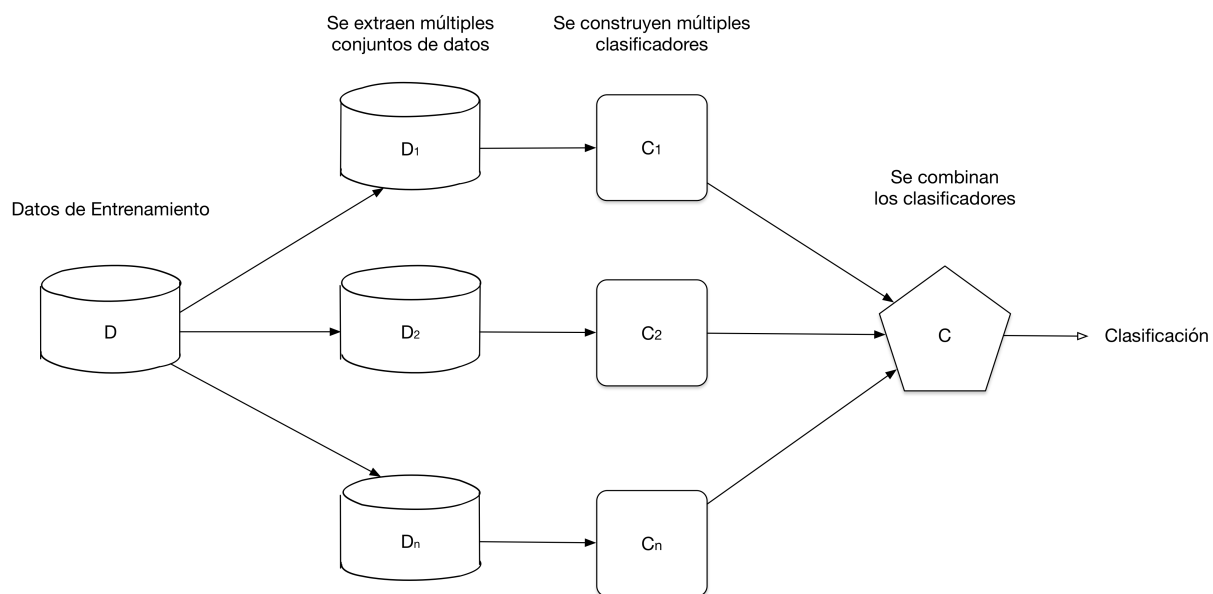 Se extraen múltiples
conjuntos de datos
Se construyen múltiples
clasificadores
D1
C1
Se combinan
los clasificadores
Datos de Entrenamiento
D
D2
C2
C
Clasificación
Dn
Cn